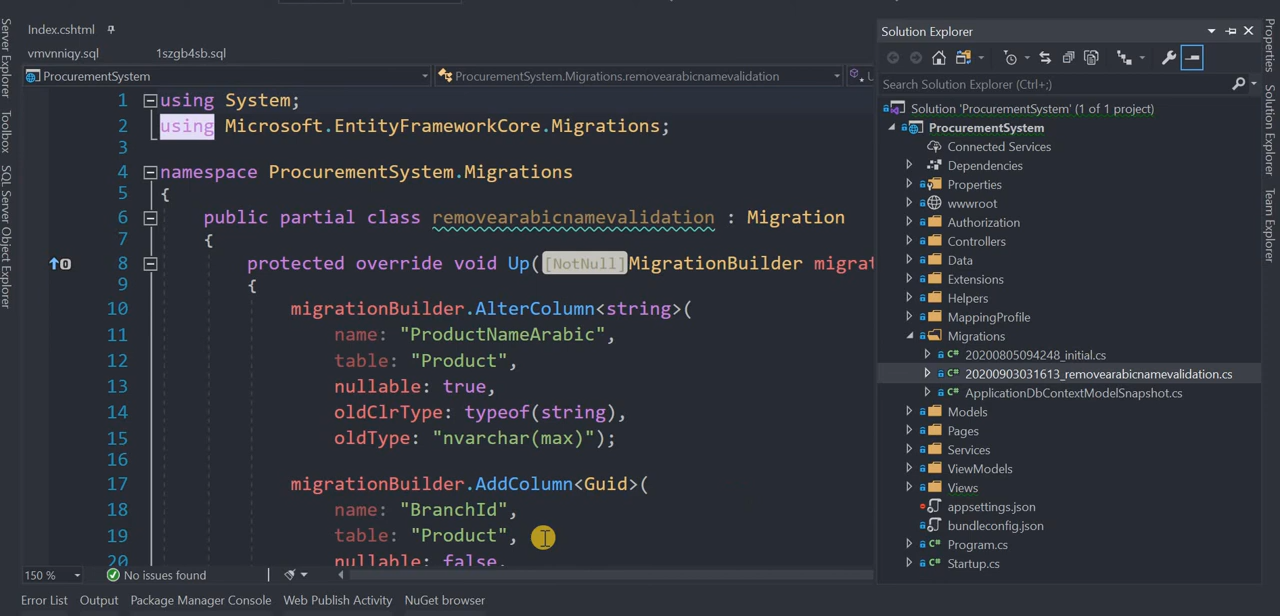 Index.cshtml
vmvnniqy.sql
1szgb4sb.sql
ProcurementSystem
ProcurementSystem.Migrations.removearabicnamevalidation
U
Server Explorer
Toolbox
SQL Server Object Explorer
1 using System;
2 using Microsoft.EntityFrameworkCore.Migrations;
3
4 namespace ProcurementSystem.Migrations
5 {
6 public partial class removearabicnamevalidation : Migration
7 {
8 protected override void Up([NotNull]MigrationBuilder migrat
9 {
10 migrationBuilder.AlterColumn<string>(
11 name: "ProductNameArabic",
12 table: "Product",
13 nullable: true,
14 oldClrType: typeof(string),
15 oldType: "nvarchar(max)");
16
17 migrationBuilder.AddColumn<Guid>(
18 name: "BranchId",
19 table: "Product",
20 nullable: false,
150 %
No issues found
Error List
Output
Package Manager Console
Web Publish Activity
NuGet browser
Solution Explorer
Search Solution Explorer (Ctrl+;)
Solution 'ProcurementSystem' (1 of 1 project)
ProcurementSystem
Connected Services
Dependencies
Properties
wwwroot
Authorization
Controllers
Data
Extensions
Helpers
MappingProfile
Migrations
C# 20200805094248_initial.cs
C# 20200903031613_removearabicnamevalidation.cs
C# ApplicationDbContextModelSnapshot.cs
Models
Pages
Services
ViewModels
Views
appsettings.json
bundleconfig.json
C# Program.cs
C# Startup.cs
Properties
Solution Explorer
Team Explorer